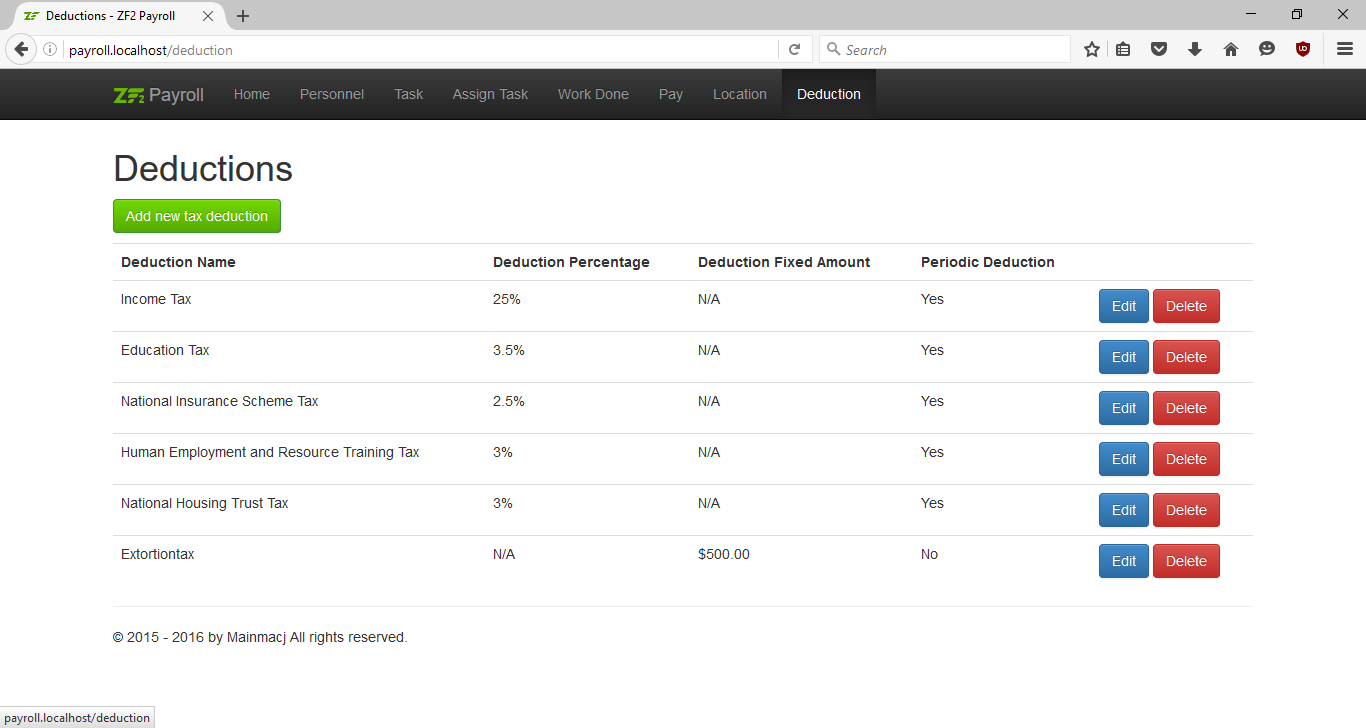 Deductions - ZF2 Payroll
payroll.localhost/deduction
Search
ZF2 Payroll Home Personnel Task Assign Task Work Done Pay Location Deduction
Deductions
Add new tax deduction
Deduction Name Deduction Percentage Deduction Fixed Amount Periodic Deduction
Income Tax 25% N/A Yes Edit Delete
Education Tax 3.5% N/A Yes Edit Delete
National Insurance Scheme Tax 2.5% N/A Yes Edit Delete
Human Employment and Resource Training Tax 3% N/A Yes Edit Delete
National Housing Trust Tax 3% N/A Yes Edit Delete
Extortiontax N/A $500.00 No Edit Delete
© 2015 - 2016 by Mainmacj All rights reserved.
payroll.localhost/deduction